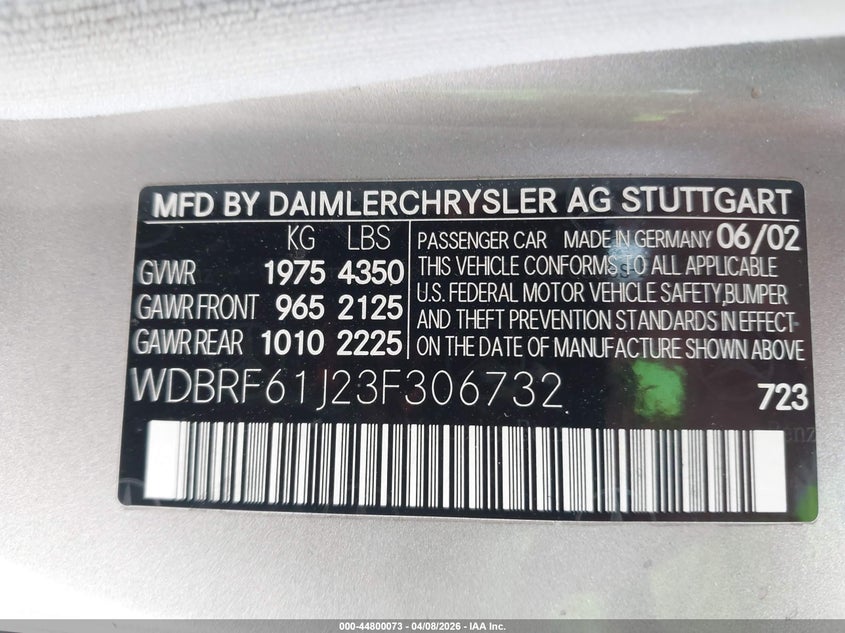 MFD BY DAIMLERCHRYSLER AG STUTTGART
KG LBS
GVWR 1975 4350
GAWR FRONT 965 2125
GAWR REAR 1010 2225
PASSENGER CAR MADE IN GERMANY 06/02
THIS VEHICLE CONFORMS TO ALL APPLICABLE
U.S. FEDERAL MOTOR VEHICLE SAFETY, BUMPER
AND THEFT PREVENTION STANDARDS IN EFFECT
ON THE DATE OF MANUFACTURE SHOWN ABOVE
WDBRF61J23F306732
723
000-44800073 - 04/08/2026 - IAA Inc.